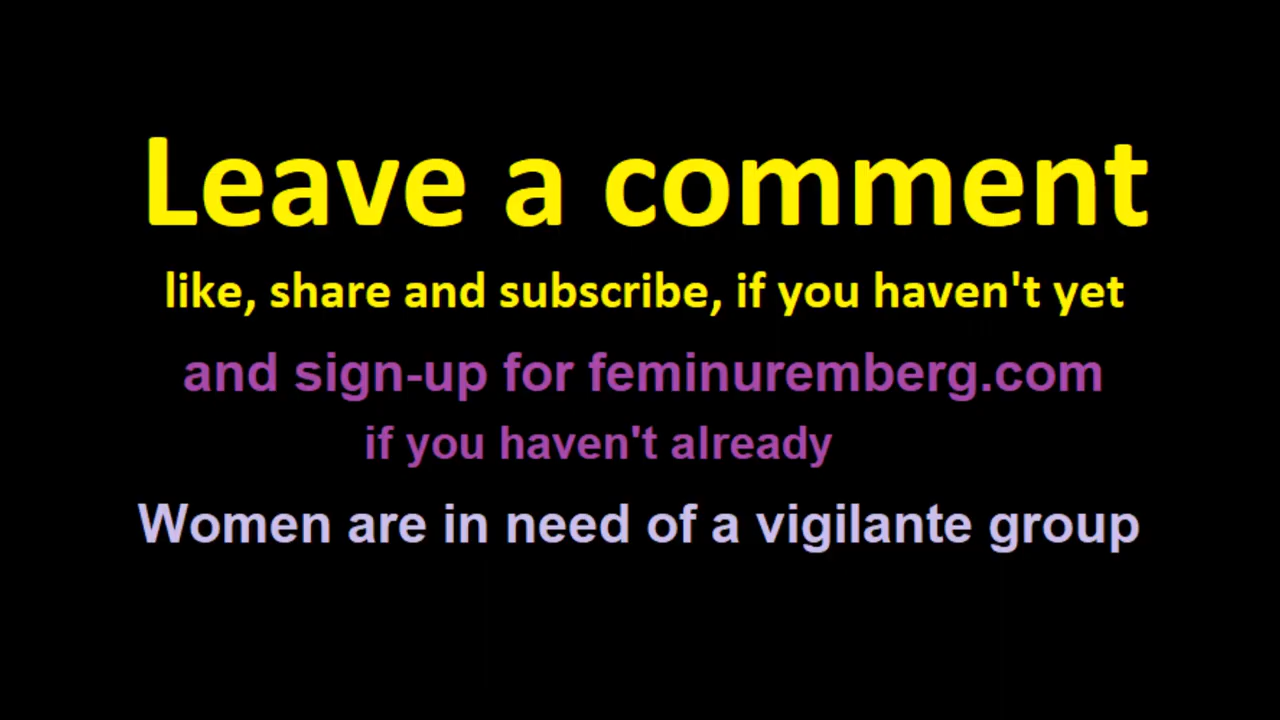 Leave a comment
like, share and subscribe, if you haven't yet
and sign-up for feminuremberg.com
if you haven't already
Women are in need of a vigilante group